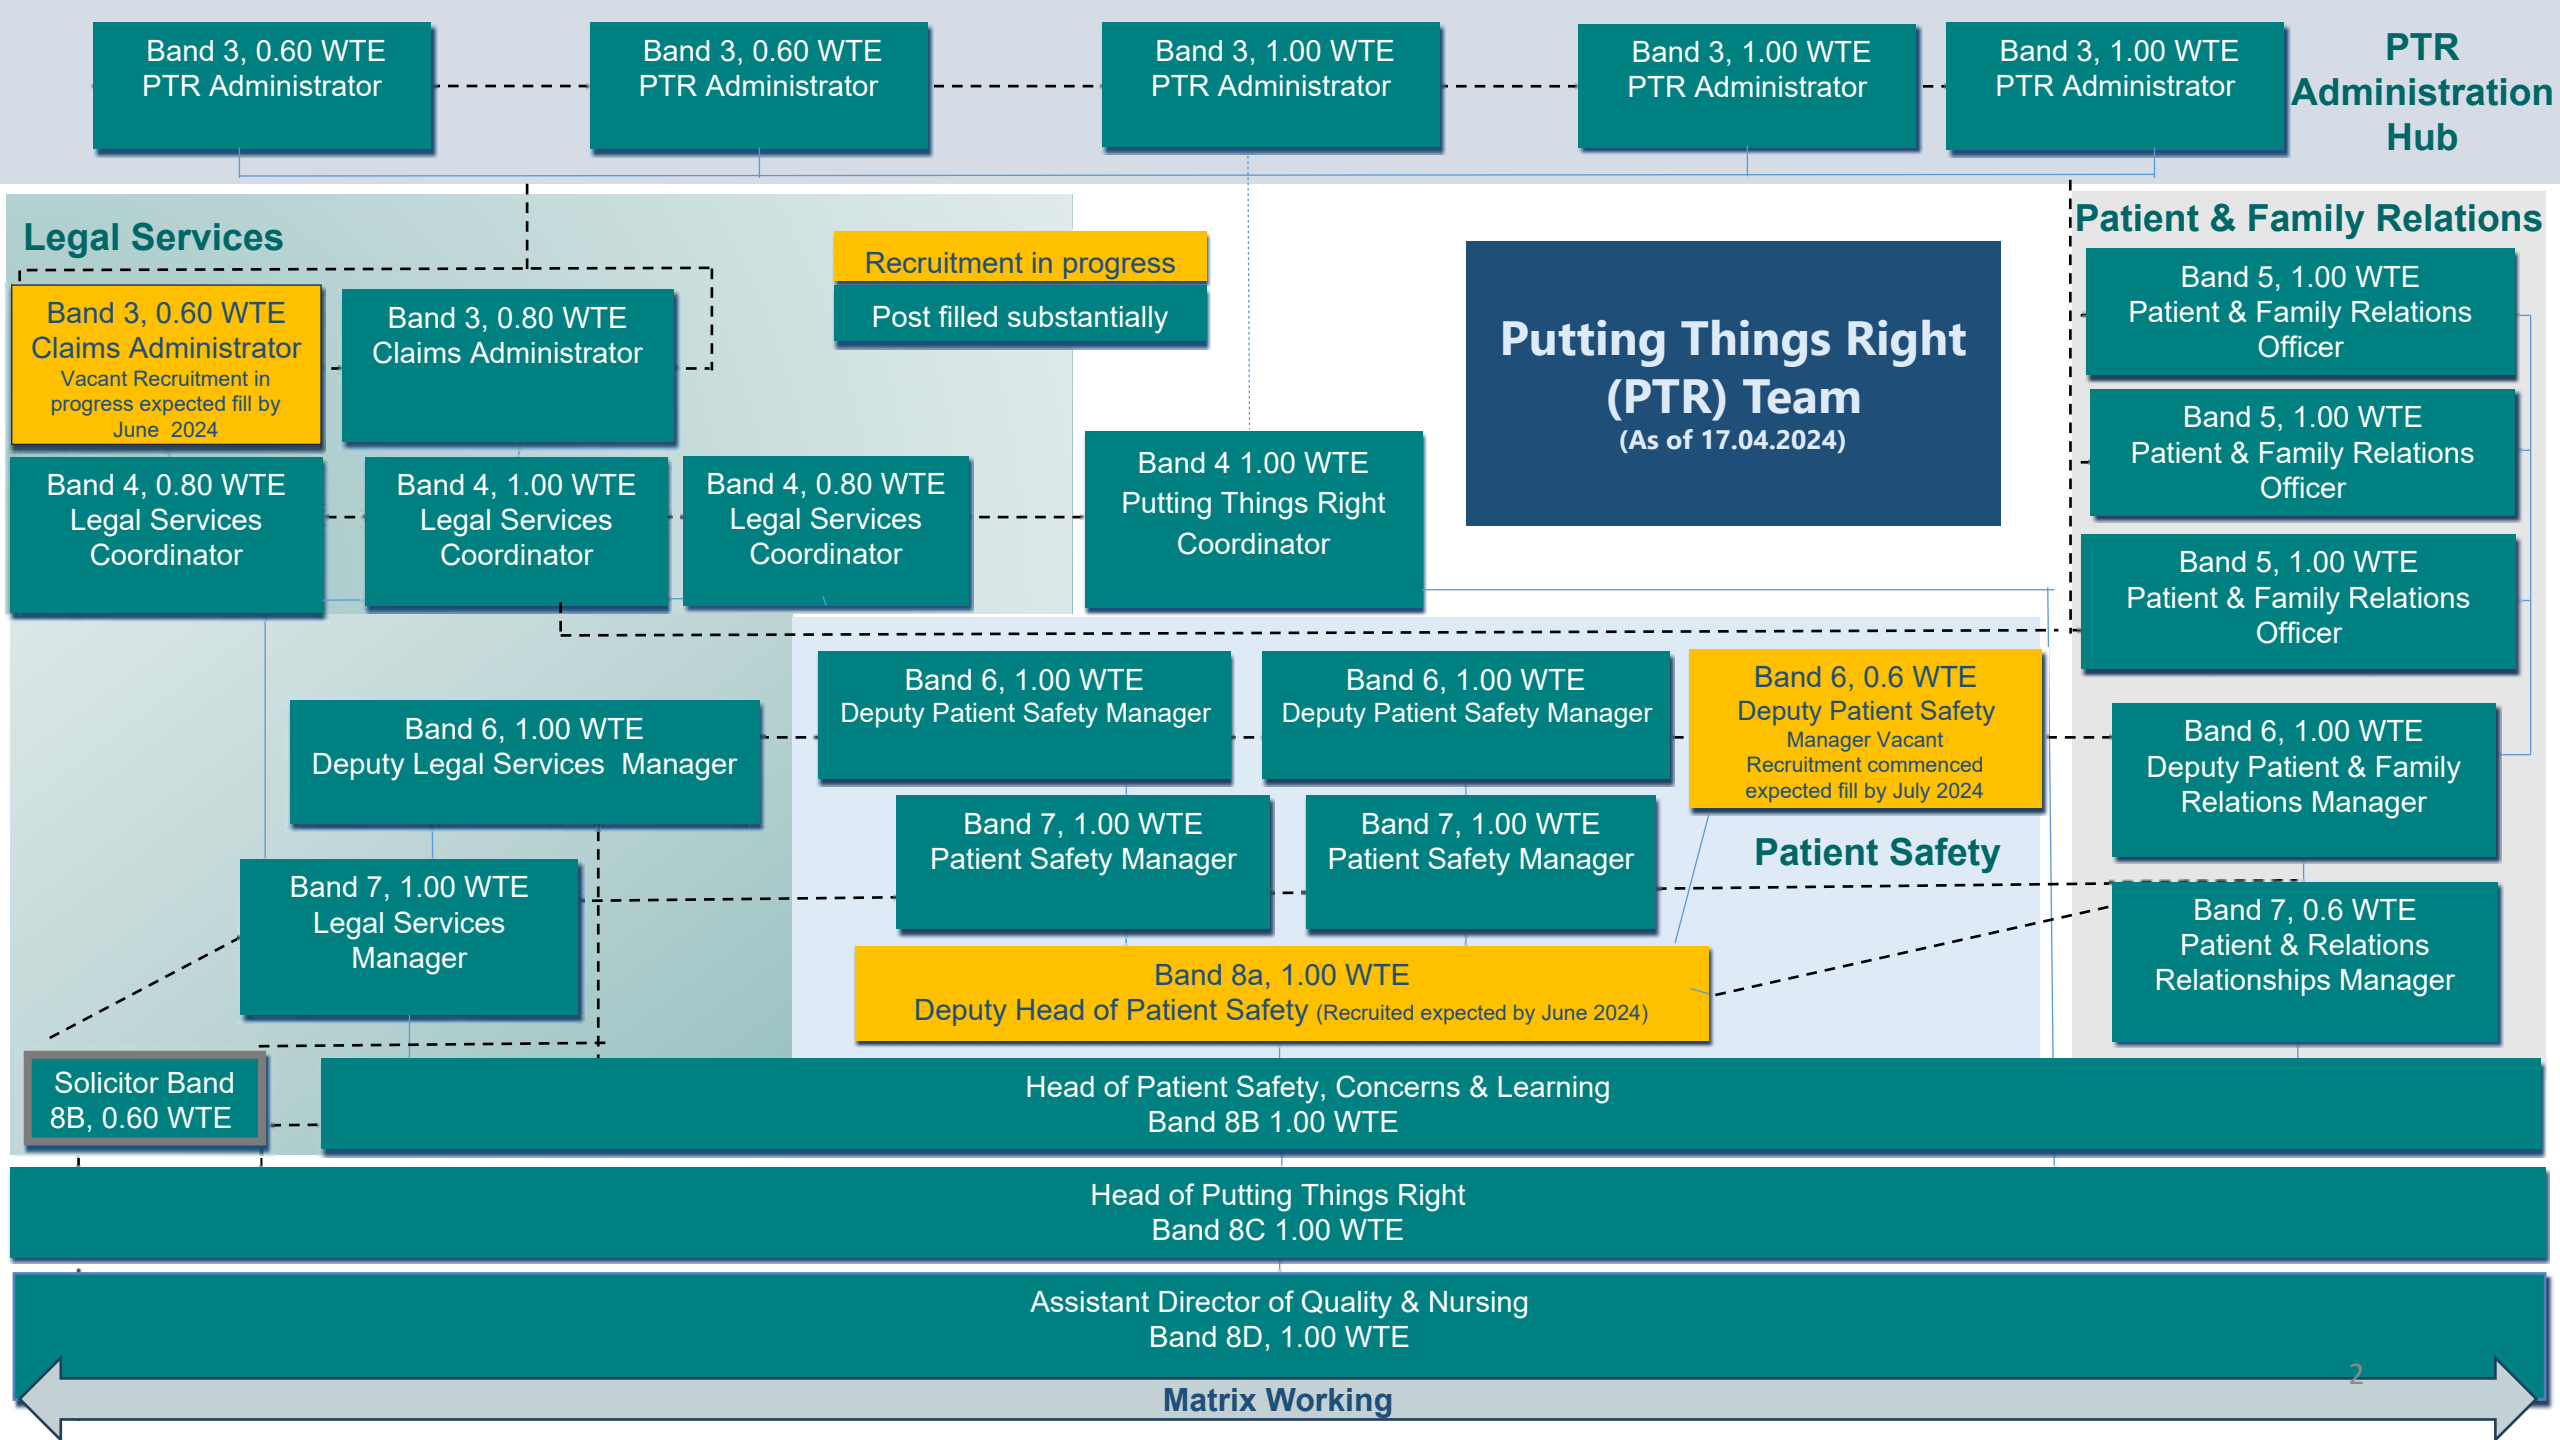 Band 3, 0.60 WTE
PTR Administrator
Band 3, 0.60 WTE
PTR Administrator
Band 3, 1.00 WTE
PTR Administrator
Band 3, 1.00 WTE
PTR Administrator
Band 3, 1.00 WTE
PTR Administrator
PTR
Administration
Hub
Legal Services
Recruitment in progress
Post filled substantially
Putting Things Right
(PTR) Team
(As of 17.04.2024)
Patient & Family Relations
Band 3, 0.60 WTE
Claims Administrator
Vacant Recruitment in
progress expected fill by
June  2024
Band 3, 0.80 WTE
Claims Administrator
Band 4, 0.80 WTE
Legal Services
Coordinator
Band 4, 1.00 WTE
Legal Services
Coordinator
Band 4, 0.80 WTE
Legal Services
Coordinator
Band 4 1.00 WTE
Putting Things Right
Coordinator
Band 5, 1.00 WTE
Patient & Family Relations
Officer
Band 5, 1.00 WTE
Patient & Family Relations
Officer
Band 5, 1.00 WTE
Patient & Family Relations
Officer
Band 6, 1.00 WTE
Deputy Legal Services  Manager
Band 6, 1.00 WTE
Deputy Patient Safety Manager
Band 6, 1.00 WTE
Deputy Patient Safety Manager
Band 6, 0.6 WTE
Deputy Patient Safety
Manager Vacant
Recruitment commenced
expected fill by July 2024
Band 6, 1.00 WTE
Deputy Patient & Family
Relations Manager
Band 7, 1.00 WTE
Legal Services
Manager
Band 7, 1.00 WTE
Patient Safety Manager
Band 7, 1.00 WTE
Patient Safety Manager
Patient Safety
Band 7, 0.6 WTE
Patient & Relations
Relationships Manager
Band 8a, 1.00 WTE
Deputy Head of Patient Safety (Recruited expected by June 2024)
Solicitor Band
8B, 0.60 WTE
Head of Patient Safety, Concerns & Learning
Band 8B 1.00 WTE
Head of Putting Things Right
Band 8C 1.00 WTE
Assistant Director of Quality & Nursing
Band 8D, 1.00 WTE
2
Matrix Working